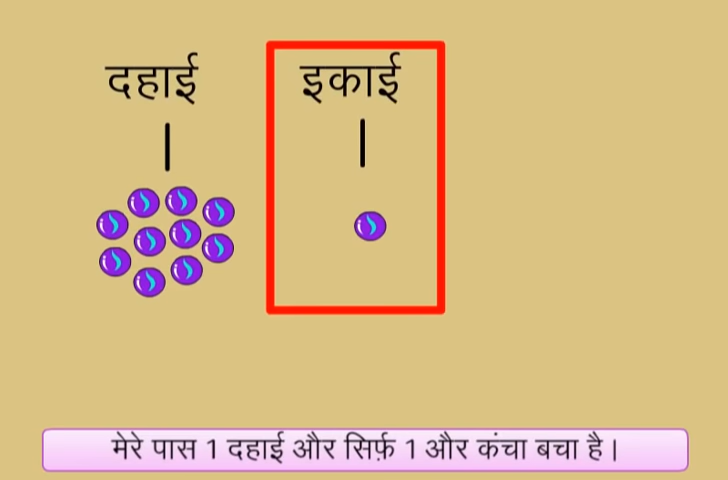 दहाई इकाई
| |
मेरे पास 1 दहाई और सिर्फ़ 1 और कंचा बचा है।